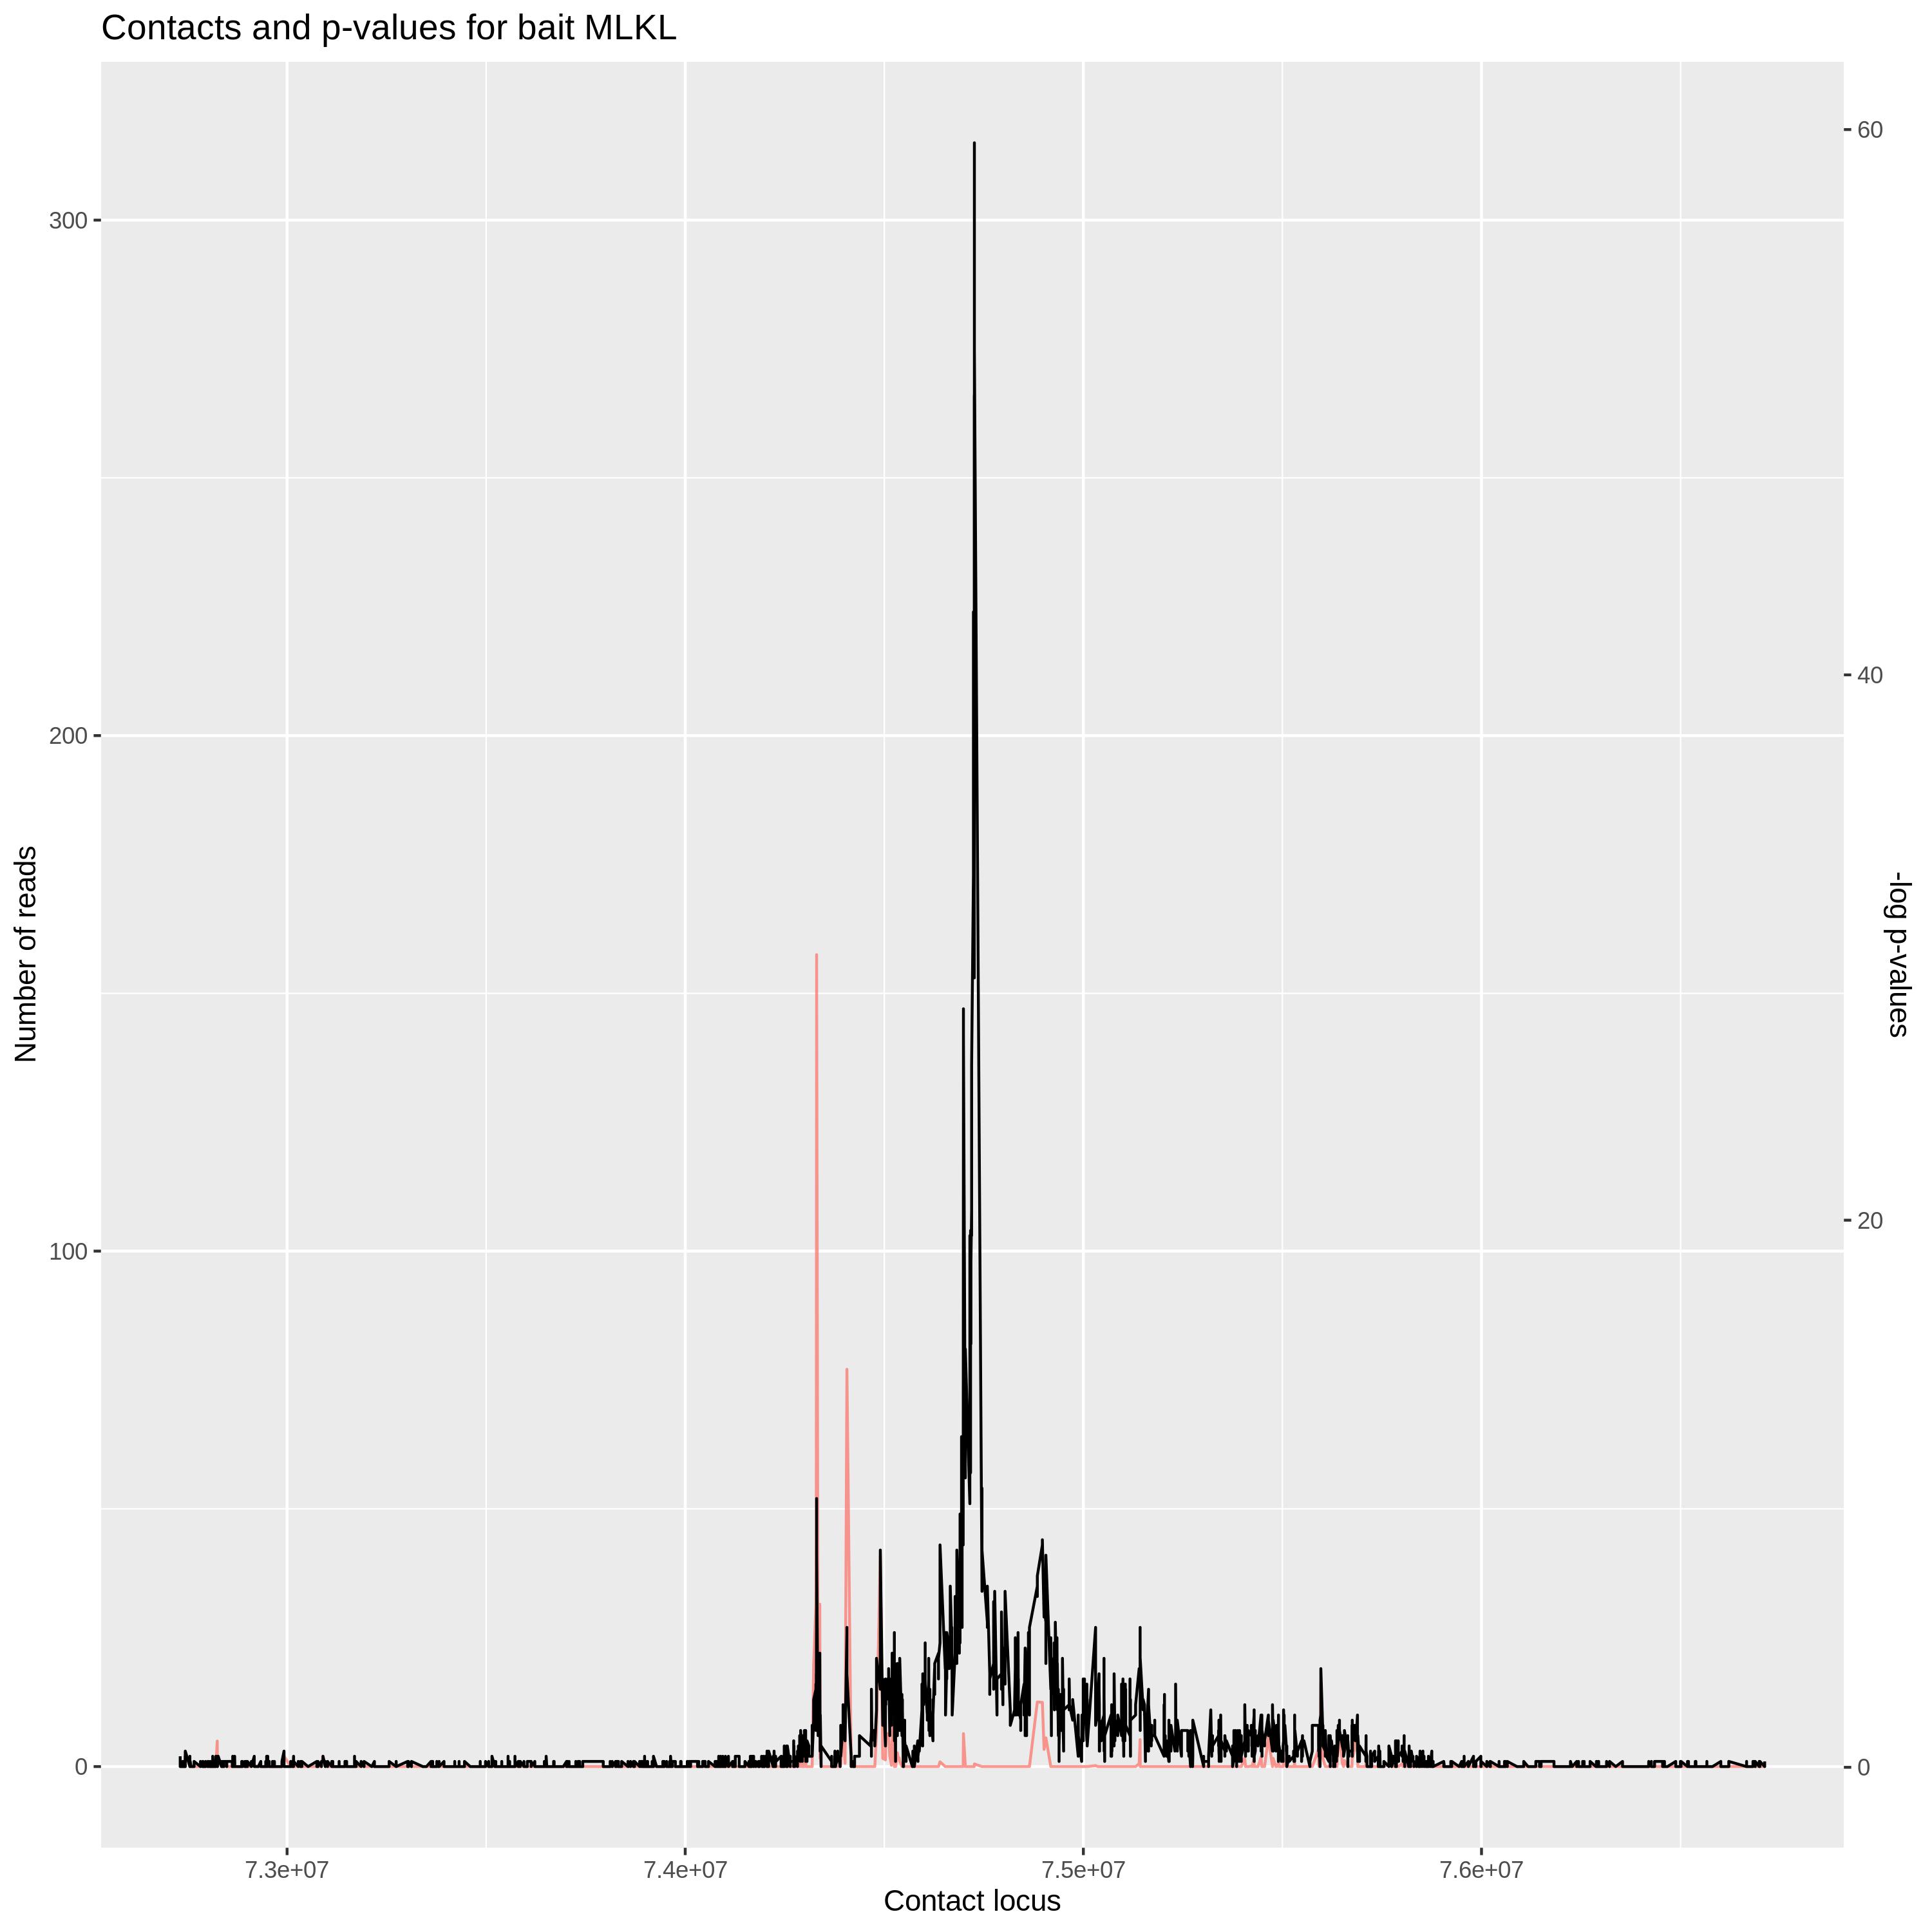 Contacts and p-values for bait MLKL
300
200
100
0
Number of reads
60
40
20
0
-log p-values
7.3e+07
7.4e+07
7.5e+07
7.6e+07
Contact locus